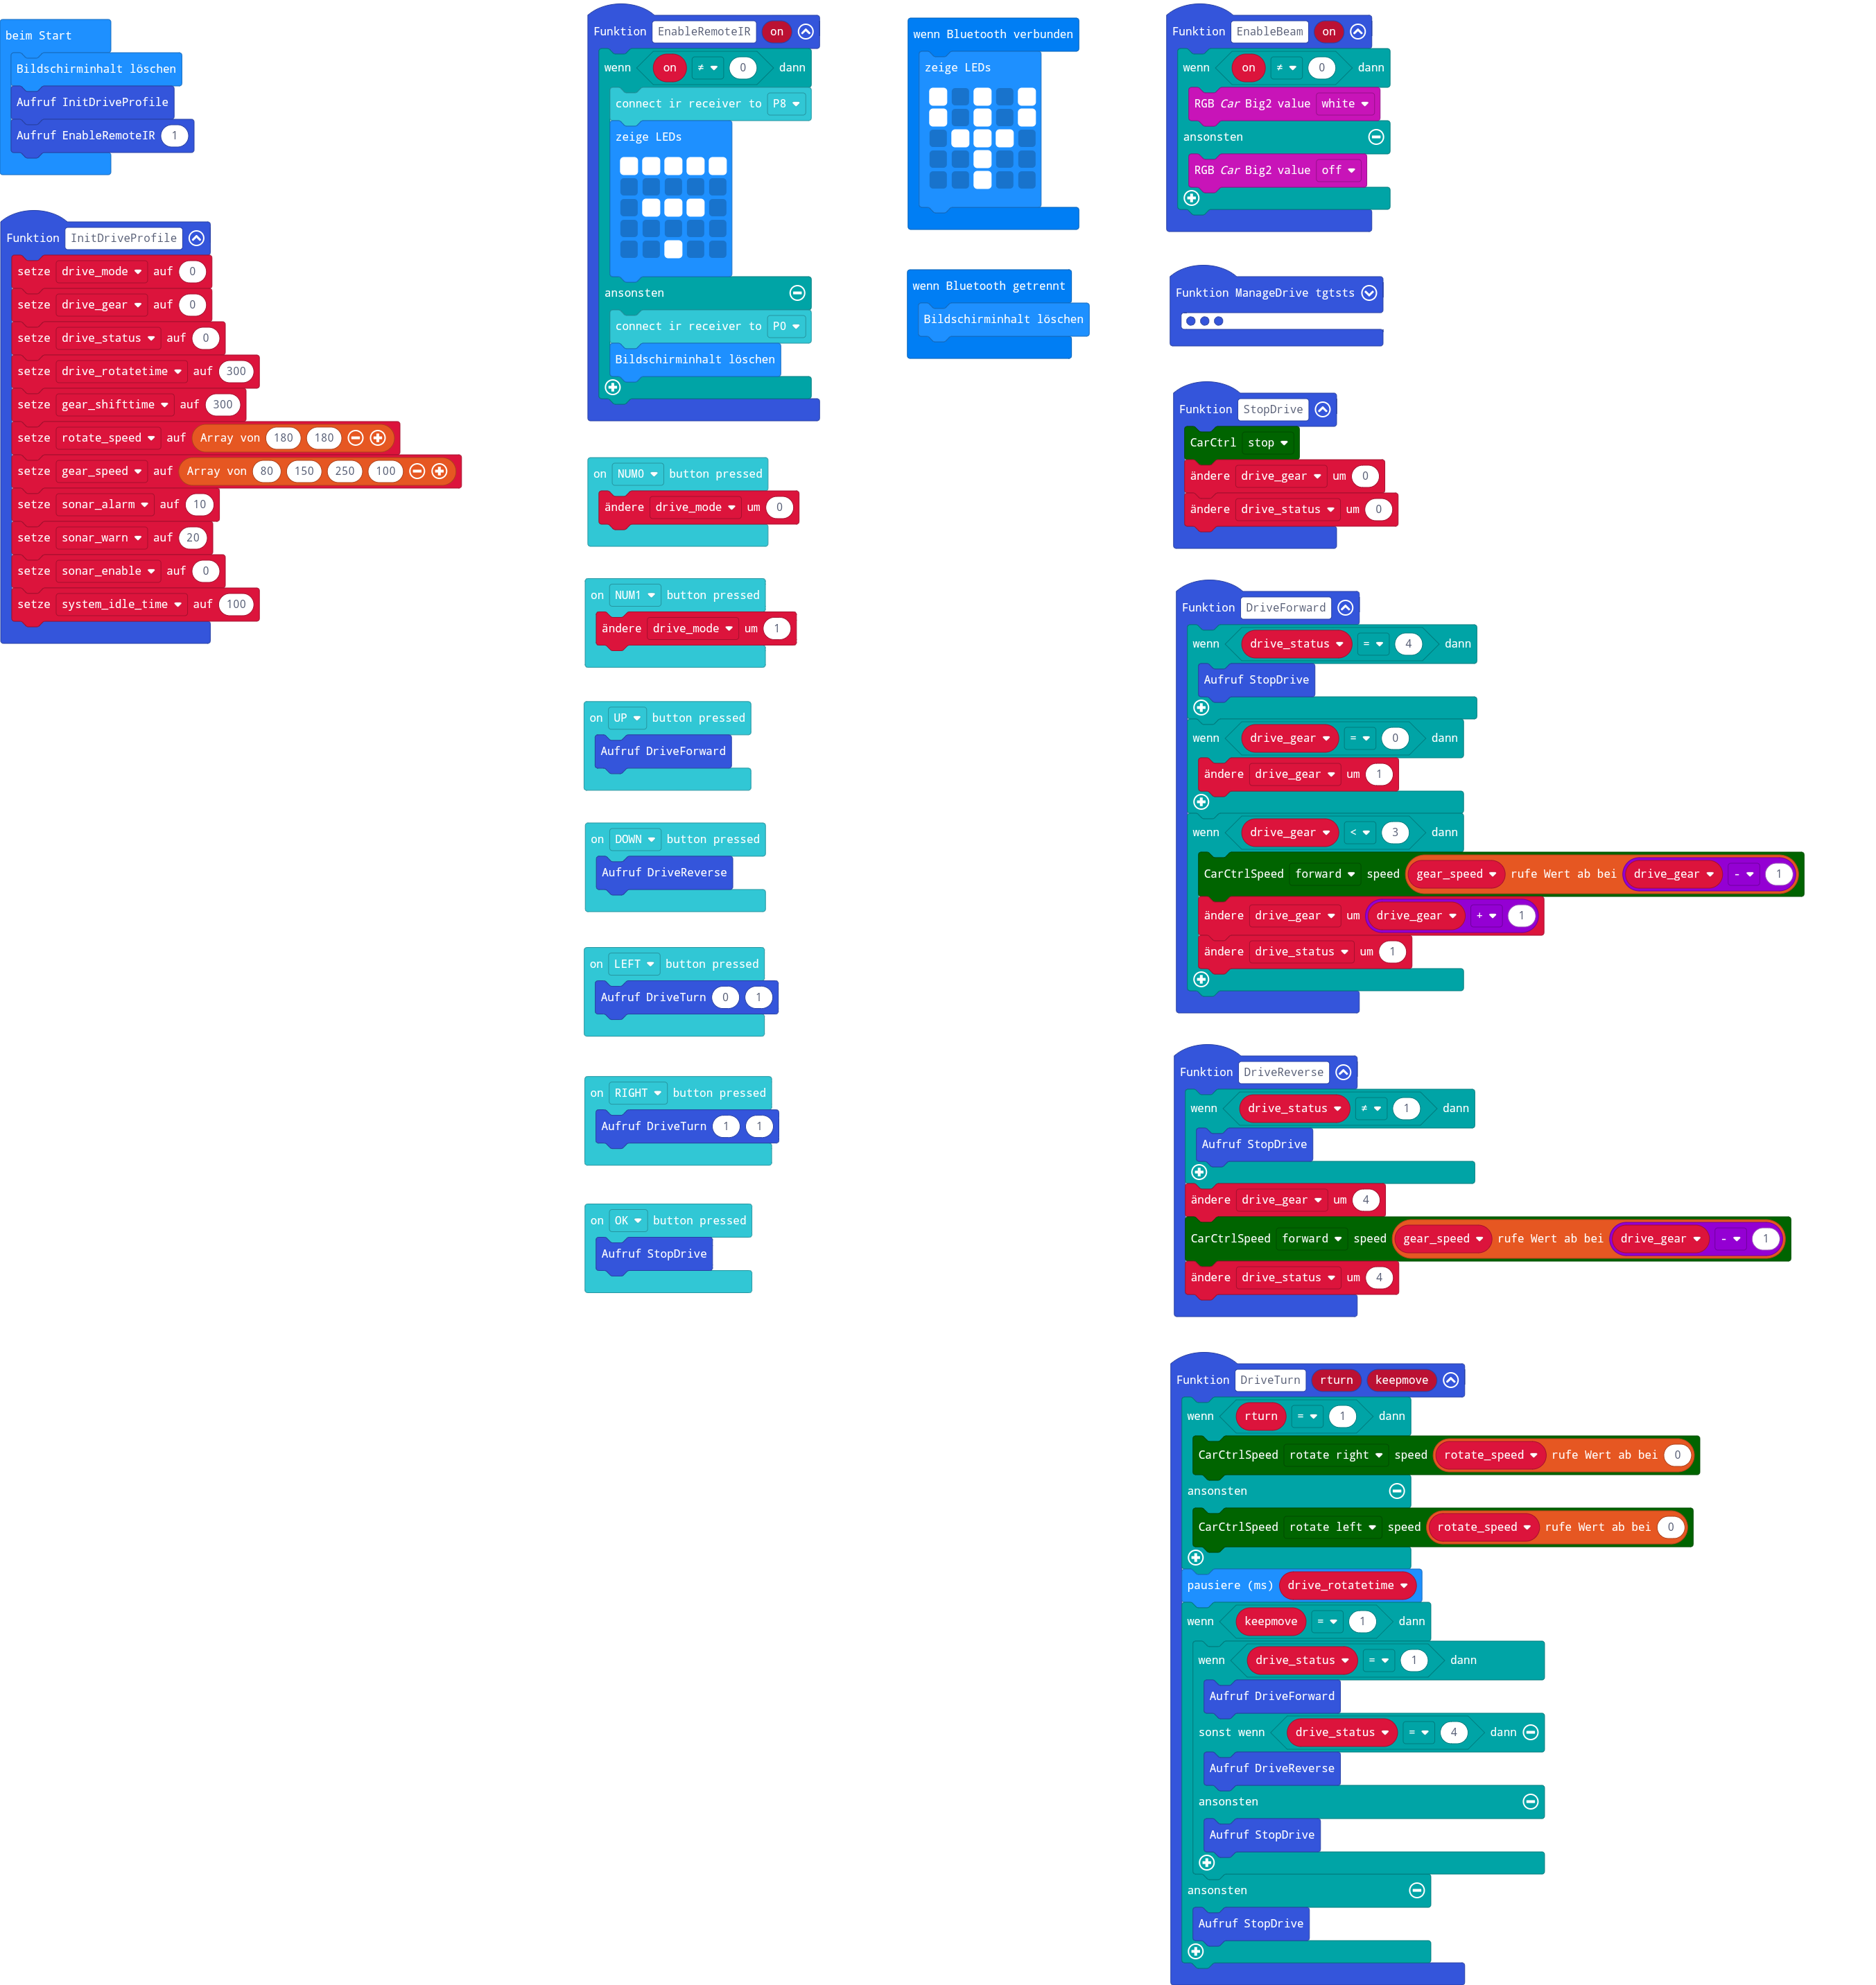 beim Start
Bildschirminhalt löschen
Aufruf InitDriveProfile
Aufruf EnableRemoteIR 1
Funktion InitDriveProfile
setze drive_mode auf 0
setze drive_gear auf 0
setze drive_status auf 0
setze drive_rotatetime auf 300
setze gear_shifttime auf 300
setze rotate_speed auf Array von 180 180
setze gear_speed auf Array von 80 150 250 100
setze sonar_alarm auf 10
setze sonar_warn auf 20
setze sonar_enable auf 0
setze system_idle_time auf 100
Funktion EnableRemoteIR on
wenn on ≠ 0 dann
connect ir receiver to P8
zeige LEDs
ansonsten
connect ir receiver to P0
Bildschirminhalt löschen
on NUM0 button pressed
ändere drive_mode um 0
on NUM1 button pressed
ändere drive_mode um 1
on UP button pressed
Aufruf DriveForward
on DOWN button pressed
Aufruf DriveReverse
on LEFT button pressed
Aufruf DriveTurn 0 1
on RIGHT button pressed
Aufruf DriveTurn 1 1
on OK button pressed
Aufruf StopDrive
wenn Bluetooth verbunden
zeige LEDs
wenn Bluetooth getrennt
Bildschirminhalt löschen
Funktion EnableBeam on
wenn on ≠ 0 dann
RGB Car Big2 value white
ansonsten
RGB Car Big2 value off
Funktion ManageDrive tgtsts
Funktion StopDrive
CarCtrl stop
ändere drive_gear um 0
ändere drive_status um 0
Funktion DriveForward
wenn drive_status = 4 dann
Aufruf StopDrive
wenn drive_gear = 0 dann
ändere drive_gear um 1
wenn drive_gear < 3 dann
CarCtrlSpeed forward speed gear_speed rufe Wert ab bei drive_gear - 1
ändere drive_gear um drive_gear + 1
ändere drive_status um 1
Funktion DriveReverse
wenn drive_status ≠ 1 dann
Aufruf StopDrive
ändere drive_gear um 4
CarCtrlSpeed forward speed gear_speed rufe Wert ab bei drive_gear - 1
ändere drive_status um 4
Funktion DriveTurn rturn keepmove
wenn rturn = 1 dann
CarCtrlSpeed rotate right speed rotate_speed rufe Wert ab bei 0
ansonsten
CarCtrlSpeed rotate left speed rotate_speed rufe Wert ab bei 0
pausiere (ms) drive_rotatetime
wenn keepmove = 1 dann
wenn drive_status = 1 dann
Aufruf DriveForward
sonst wenn drive_status = 4 dann
Aufruf DriveReverse
ansonsten
Aufruf StopDrive
ansonsten
Aufruf StopDrive